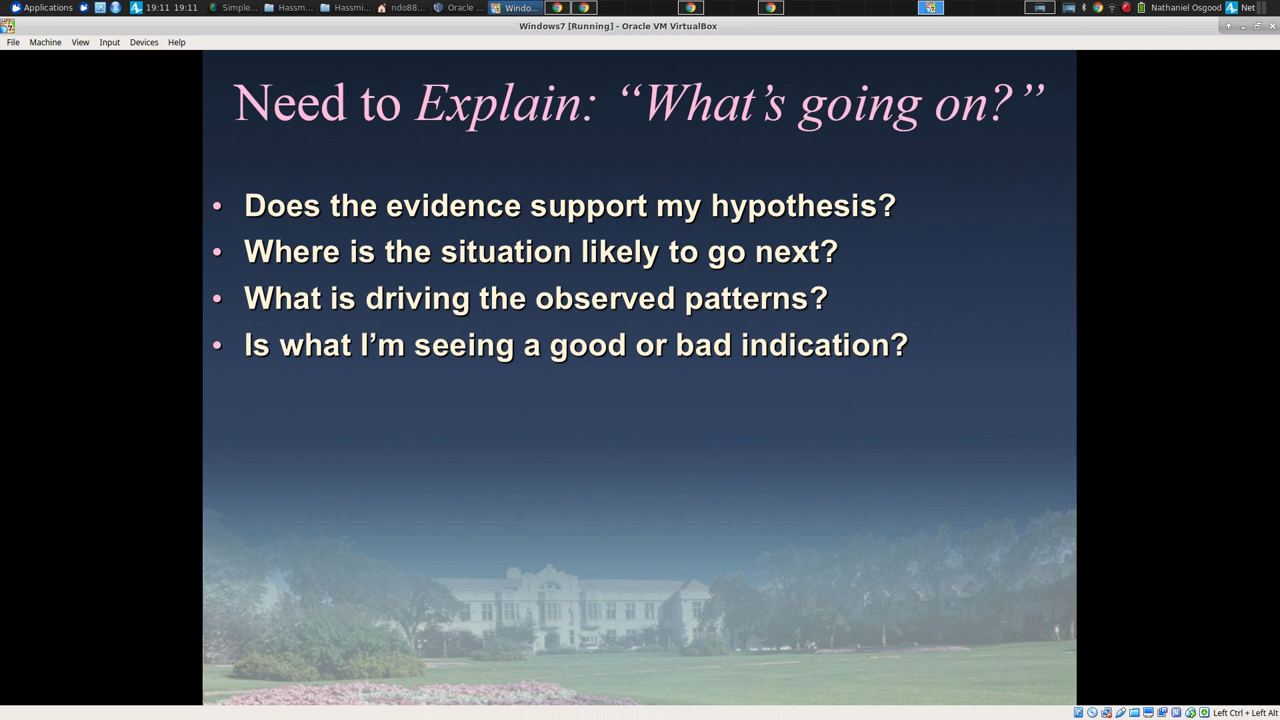 Applications
19:11 19:11
Simple...
Hassm...
Hassmi...
ndo88...
Oracle ...
Windo...
Nathaniel Osgood
Net
Windows7 [Running] - Oracle VM VirtualBox
File Machine View Input Devices Help
Need to Explain: “What’s going on?”
• Does the evidence support my hypothesis?
• Where is the situation likely to go next?
• What is driving the observed patterns?
• Is what I’m seeing a good or bad indication?
Left Ctrl + Left Alt